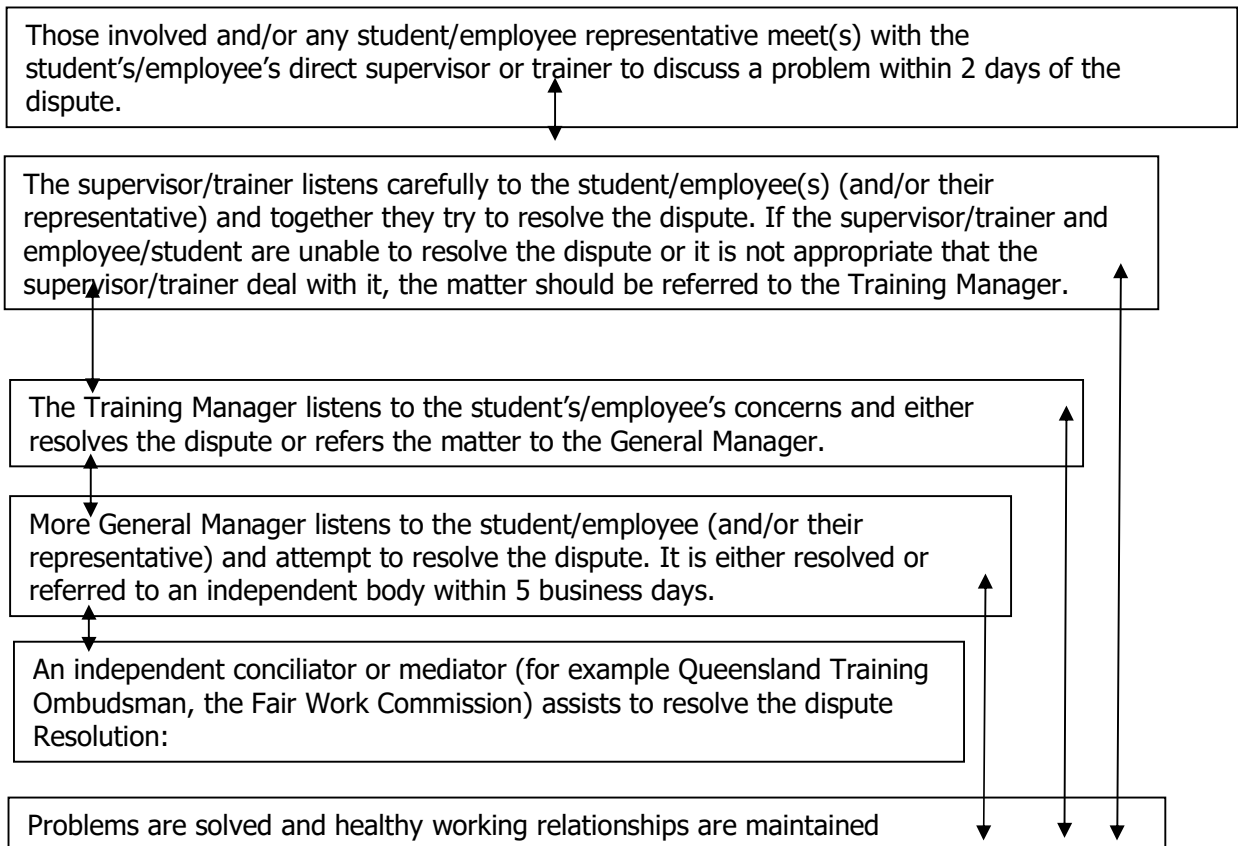 Those involved and/or any student/employee representative meet(s) with the
student’s/employee’s direct supervisor or trainer to discuss a problem within 2 days of the
dispute.
The supervisor/trainer listens carefully to the student/employee(s) (and/or their
representative) and together they try to resolve the dispute. If the supervisor/trainer and
employee/student are unable to resolve the dispute or it is not appropriate that the
supervisor/trainer deal with it, the matter should be referred to the Training Manager.
The Training Manager listens to the student’s/employee’s concerns and either
resolves the dispute or refers the matter to the General Manager.
More General Manager listens to the student/employee (and/or their
representative) and attempt to resolve the dispute. It is either resolved or
referred to an independent body within 5 business days.
An independent conciliator or mediator (for example Queensland Training
Ombudsman, the Fair Work Commission) assists to resolve the dispute
Resolution:
Problems are solved and healthy working relationships are maintained